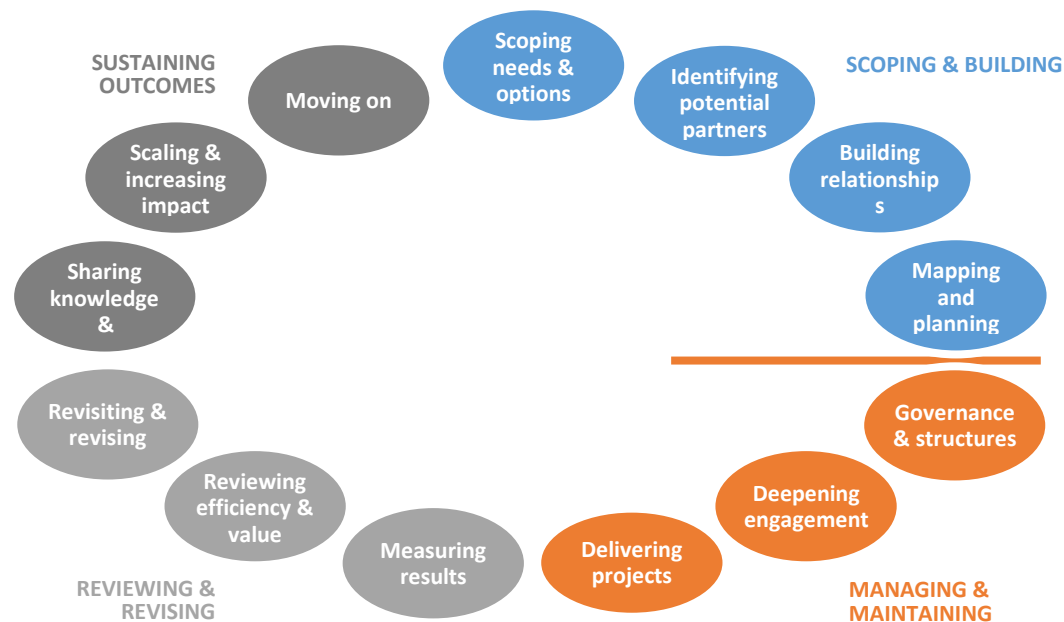 SUSTAINING
OUTCOMES
Moving on
Scoping
needs &
options
Identifying
potential
partners
SCOPING & BUILDING
Scaling &
increasing
impact
Building
relationship
s
Sharing
knowledge
&
Mapping
and
planning
Revisiting &
revising
Governance
& structures
Reviewing
efficiency &
value
Deepening
engagement
Measuring
results
Delivering
projects
REVIEWING &
REVISING
MANAGING &
MAINTAINING